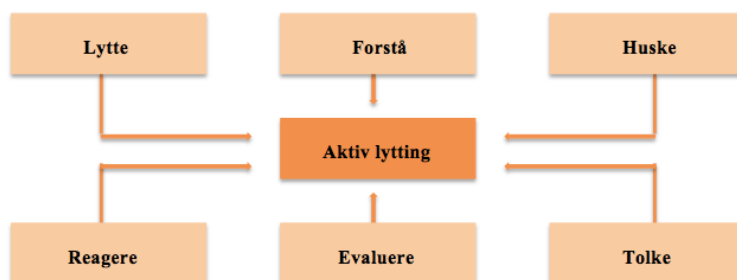 Lytte
Forstå
Huske
Aktiv lytting
Reagere
Evaluere
Tolke